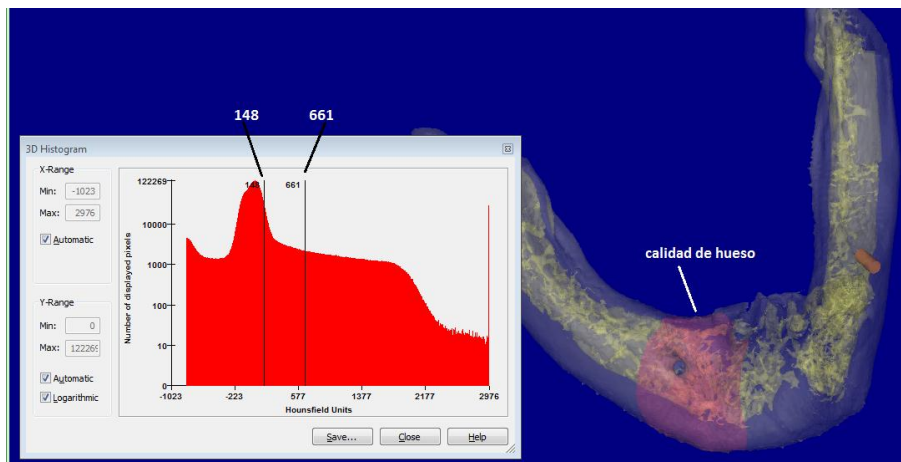 148
661
3D Histogram
X-Range
Min:
-1023
Max:
2976
Automatic
Y-Range
Min:
0
Max:
122269
Automatic
Logarithmic
122269
10000
1000
100
10
0
Number of displayed pixels
148
661
-1023
-223
577
1377
2177
2976
Hounsfield Units
Save...
Close
Help
calidad de hueso